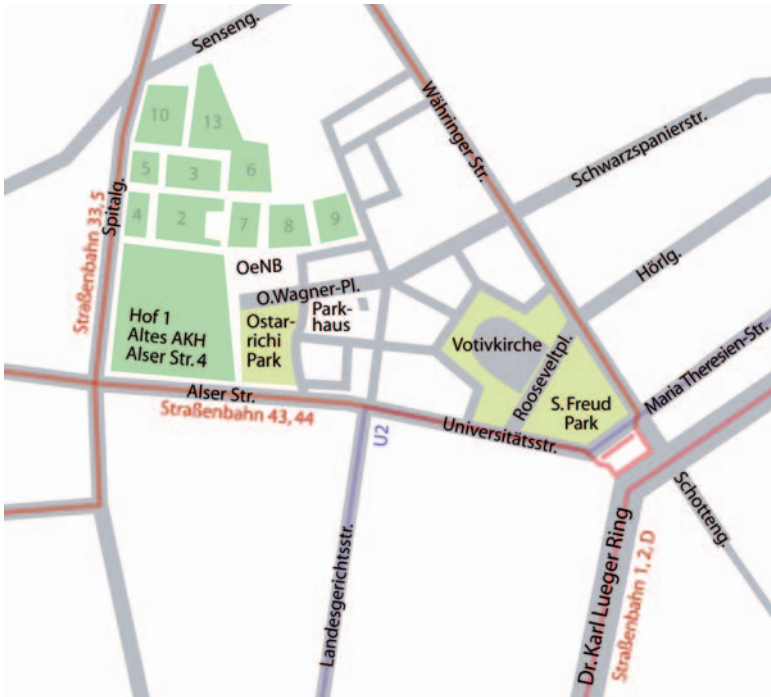 Senseng.
10
13
5
3
6
4
2
7
8
9
Spitalg.
Straßenbahn 33, 5
Währinger Str.
Schwarzspanierstr.
Hörlg.
OeNB
O.Wagner-Pl.
Hof 1
Altes AKH
Alser Str. 4
Ostar-
richi
Park
Park-
haus
Votivkirche
Rooseveltpl.
S. Freud
Park
Maria Theresien-Str.
Alser Str.
Straßenbahn 43, 44
U2
Universitätsstr.
Landesgerichtsstr.
Schotteng.
Dr. Karl Lueger Ring
Straßenbahn 1, 2, D